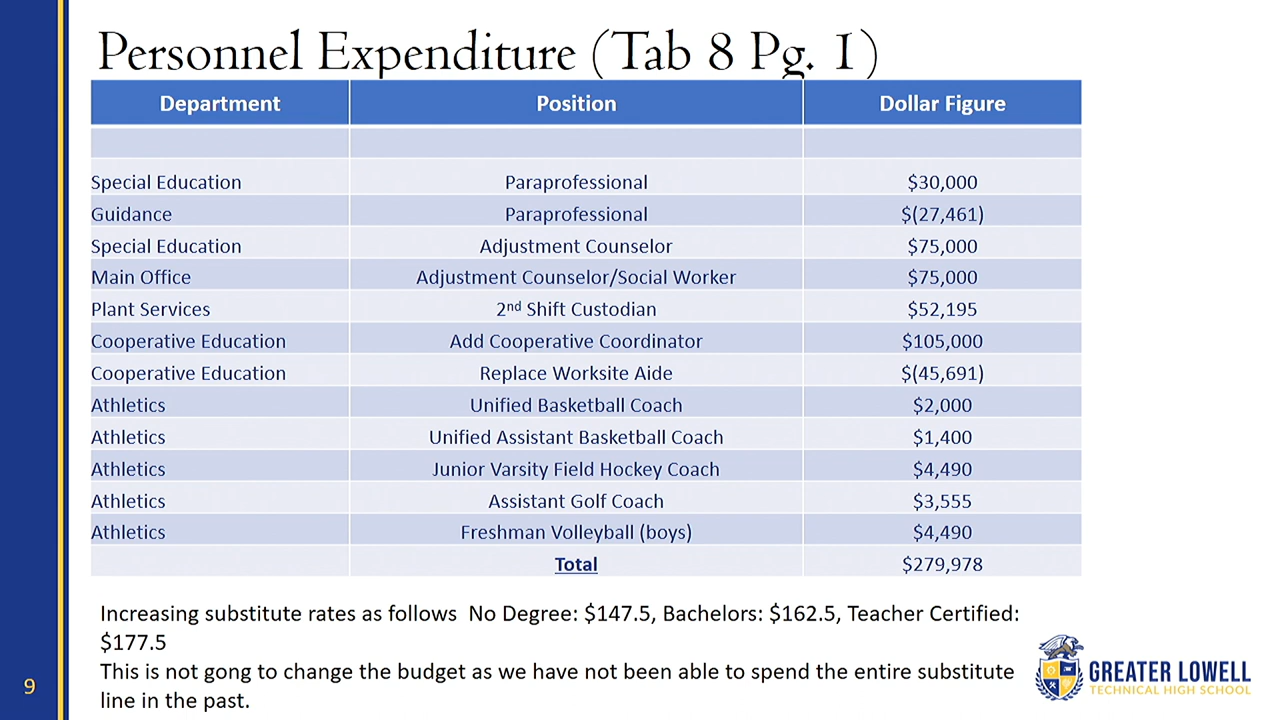 Personnel Expenditure (Tab 8 Pg. 1)
Department Position Dollar Figure
Special Education Paraprofessional $30,000
Guidance Paraprofessional $(27,461)
Special Education Adjustment Counselor $75,000
Main Office Adjustment Counselor/Social Worker $75,000
Plant Services 2nd Shift Custodian $52,195
Cooperative Education Add Cooperative Coordinator $105,000
Cooperative Education Replace Worksite Aide $(45,691)
Athletics Unified Basketball Coach $2,000
Athletics Unified Assistant Basketball Coach $1,400
Athletics Junior Varsity Field Hockey Coach $4,490
Athletics Assistant Golf Coach $3,555
Athletics Freshman Volleyball (boys) $4,490
Total $279,978
Increasing substitute rates as follows No Degree: $147.5, Bachelors: $162.5, Teacher Certified:
$177.5
This is not gong to change the budget as we have not been able to spend the entire substitute
line in the past.
9
GREATER LOWELL
TECHNICAL HIGH SCHOOL